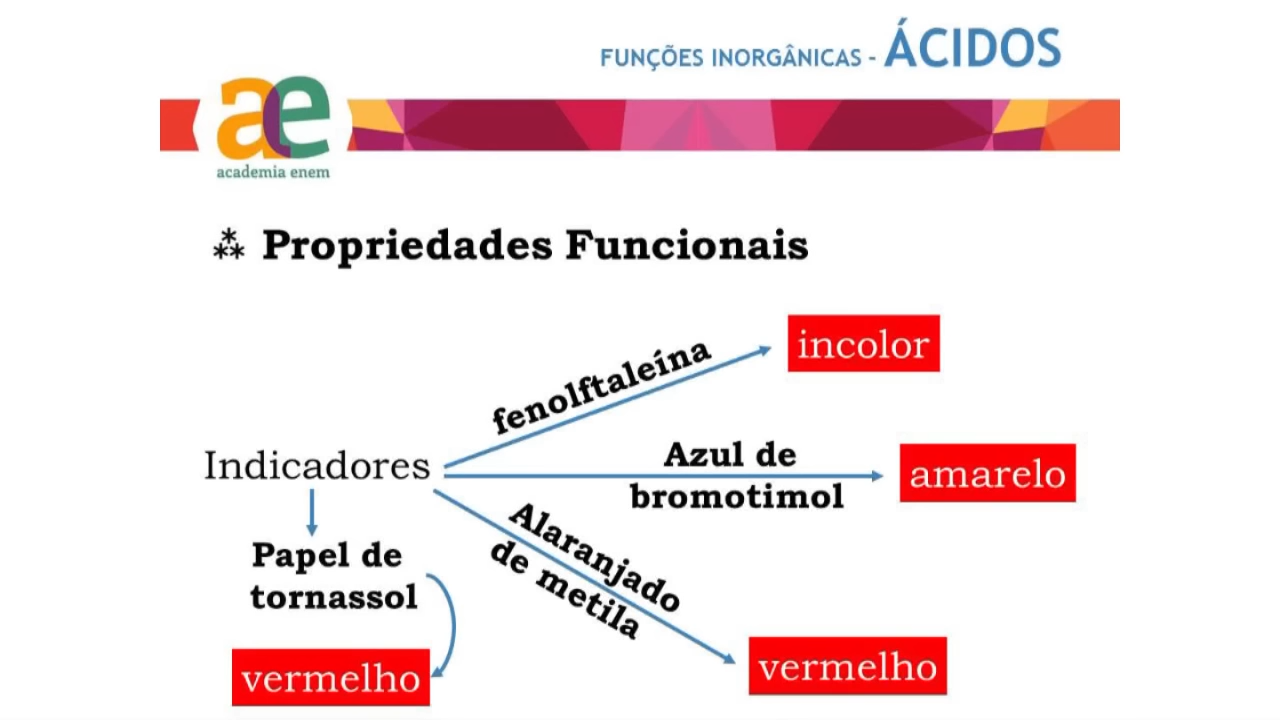 FUNÇÕES INORGÂNICAS - ÁCIDOS
ae
academia enem
⁂ Propriedades Funcionais
incolor
fenolftaleína
Indicadores
Azul de
bromotimol
amarelo
Alaranjado
de metila
Papel de
tornassol
vermelho
vermelho